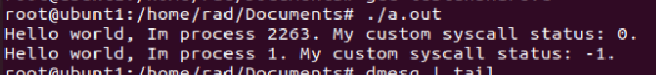 root@ubunt1:/home/rad/Documents# ./a.out
Hello world, Im process 2263. My custom syscall status: 0.
Hello world, Im process 1. My custom syscall status: -1.
root@ubunt1:/home/rad/Documents# dmesg | tail